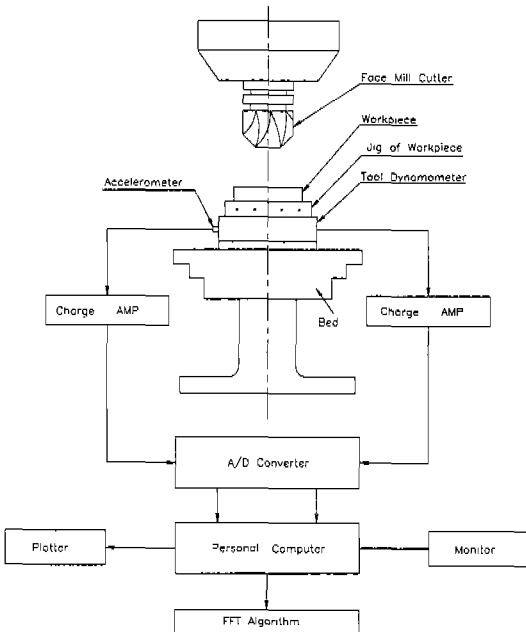 Face Mill Cutter
Workpiece
Jig of Workpiece
Accelerometer
Tool Dynamometer
Charge AMP
Charge AMP
Bed
A/D Converter
Plotter
Personal Computer
Monitor
FFT Algorithm